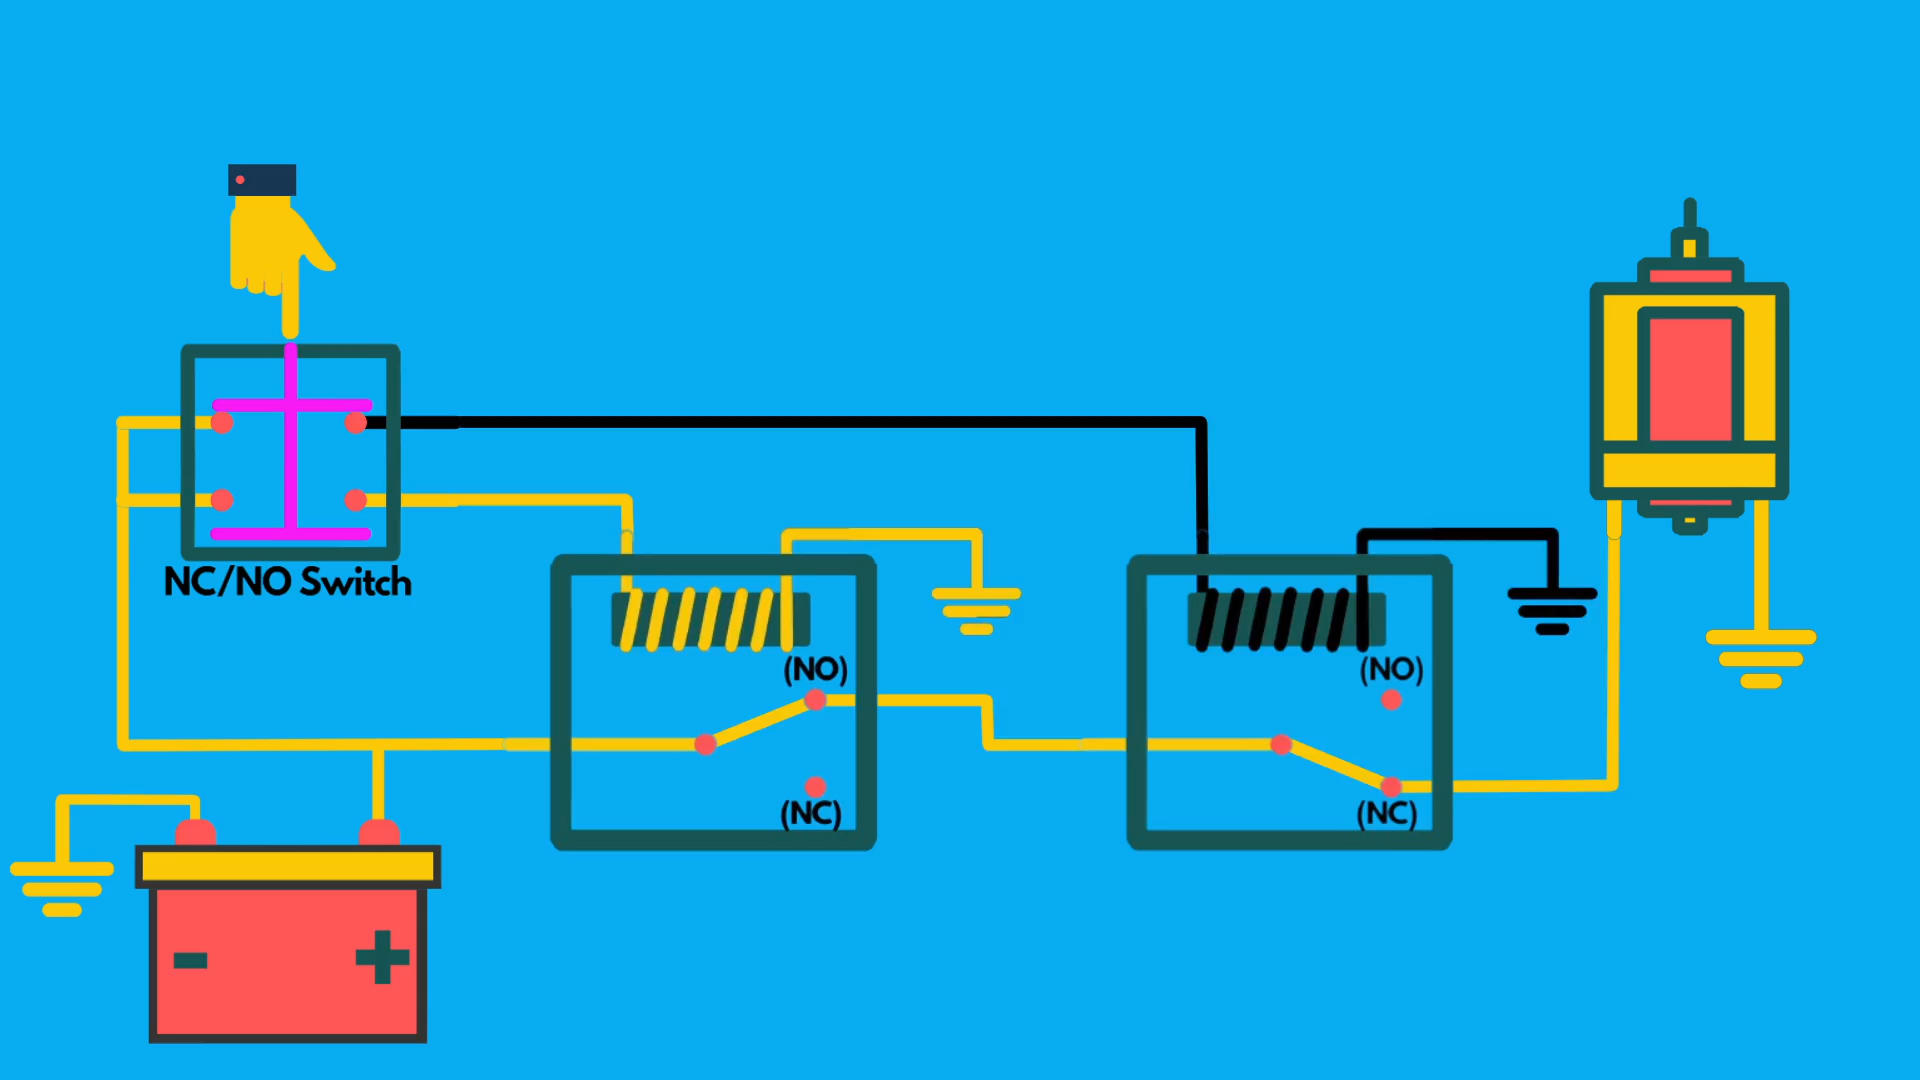 NC/NO Switch
(NO)
(NC)
(NO)
(NC)
- +